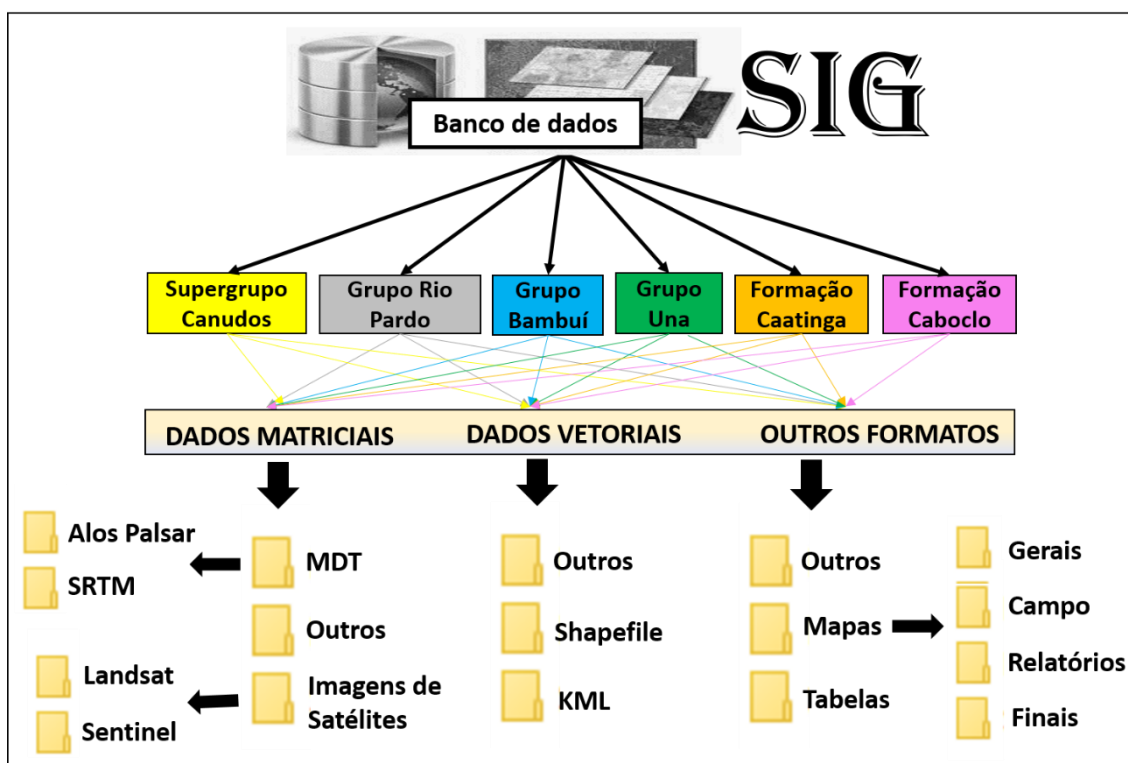 SIG
Banco de dados
Supergrupo
Canudos
Grupo Rio
Pardo
Grupo
Bambuí
Grupo
Una
Formação
Caatinga
Formação
Caboclo
DADOS MATRICIAIS
DADOS VETORIAIS
OUTROS FORMATOS
Alos Palsar
SRTM
MDT
Outros
Landsat
Sentinel
Imagens de
Satélites
Outros
Shapefile
KML
Outros
Mapas
Tabelas
Gerais
Campo
Relatórios
Finais